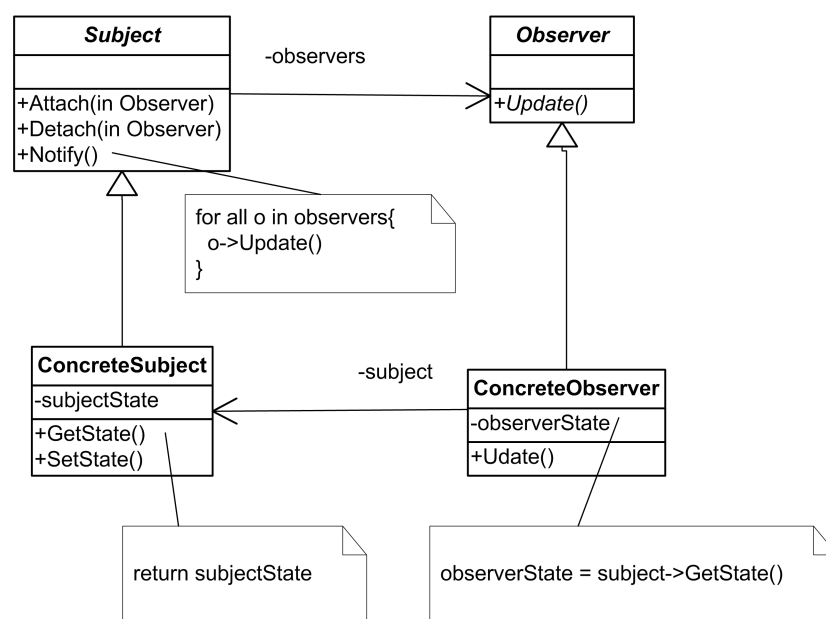 Subject
-observers
Observer
+Attach(in Observer)
+Detach(in Observer)
+Notify()
+Update()
for all o in observers{
o->Update()
}
ConcreteSubject
-subjectState
+GetState()
+SetState()
-subject
ConcreteObserver
-observerState
+Udate()
return subjectState
observerState = subject->GetState()